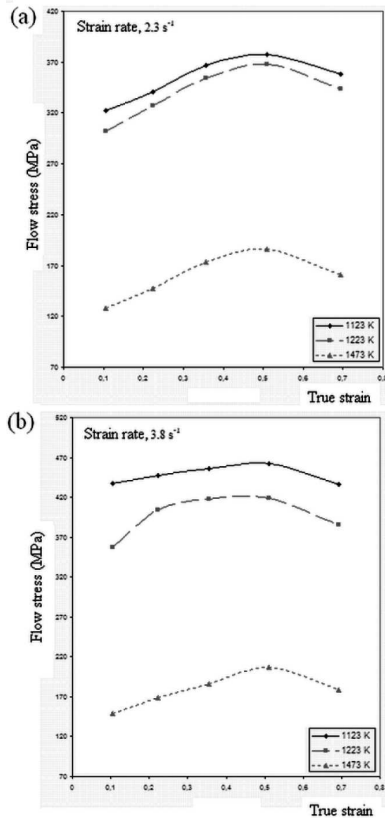 (a)
Strain rate, 2.3 s⁻¹
Flow stress (MPa)
420
370
320
270
220
170
120
70
0 0,1 0,2 0,3 0,4 0,5 0,6 0,7 0,8
True strain
1123 K
1223 K
1473 K
(b)
Strain rate, 3.8 s⁻¹
Flow stress (MPa)
520
470
420
370
320
270
220
170
120
70
0 0,1 0,2 0,3 0,4 0,5 0,6 0,7 0,8
True strain
1123 K
1223 K
1473 K